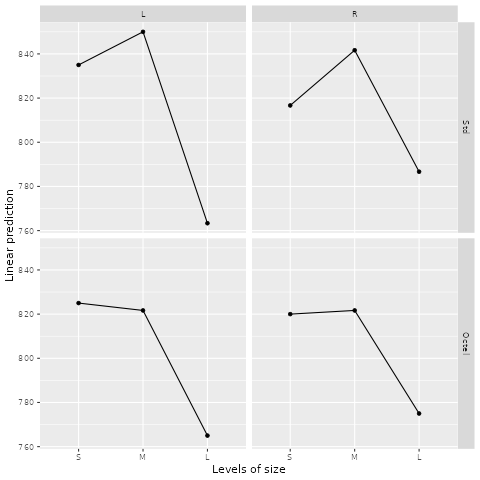 L
R
840
820
800
780
760
Std
Linear prediction
840
820
800
780
760
Octel
S M L
S M L
Levels of size